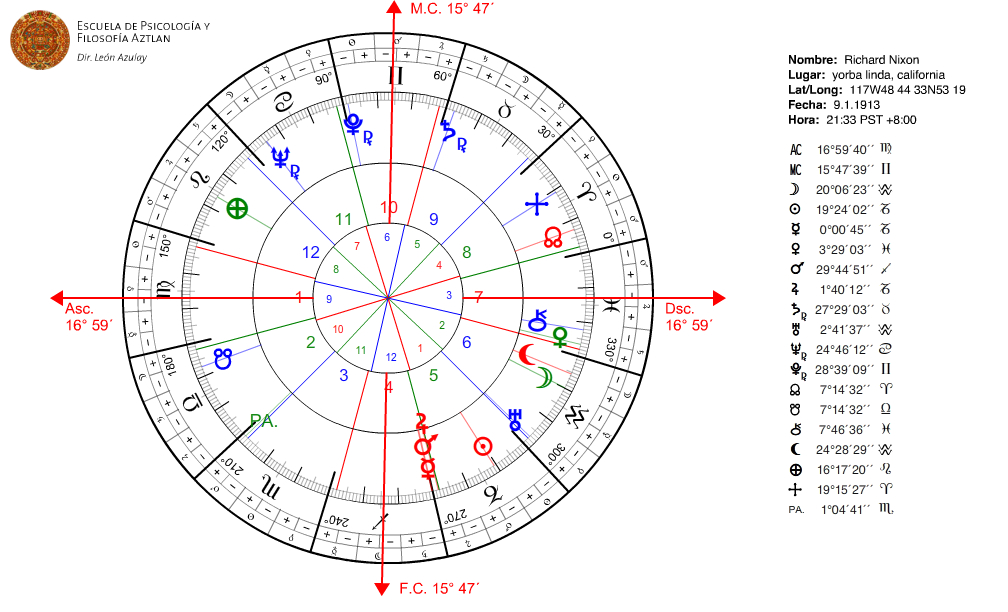 ESCUELA DE PSICOLOGÍA Y
FILOSOFÍA AZTLAN
Dir. León Azulay
M.C. 15° 47´
Nombre: Richard Nixon
Lugar: yorba linda, california
Lat/Long: 117W48 44 33N53 19
Fecha: 9.1.1913
Hora: 21:33 PST +8:00
AC 16°59´40´´ ♍
MC 15°47´39´´ ♊
☽ 20°06´23´´ ♒
☉ 19°24´02´´ ♑
☿ 0°00´45´´ ♑
♀ 3°29´03´´ ♓
♂ 29°44´51´´ ♐
♃ 1°40´12´´ ♑
♄℞ 27°29´03´´ ♉
♅ 2°41´37´´ ♒
♆℞ 24°46´12´´ ♋
♇℞ 28°39´09´´ ♊
☊ 7°14´32´´ ♈
☋ 7°14´32´´ ♎
⚷ 7°46´36´´ ♓
⚸ 24°28´29´´ ♒
⊕ 16°17´20´´ ♌
☩ 19°15´27´´ ♈
PA. 1°04´41´´ ♏
Asc.
16° 59´
Dsc.
16° 59´
F.C. 15° 47´
PA.
0°
30°
60°
90°
120°
150°
180°
210°
240°
270°
300°
330°
1
2
3
4
5
6
7
8
9
10
11
12
1
2
3
4
5
6
7
8
9
10
11
12